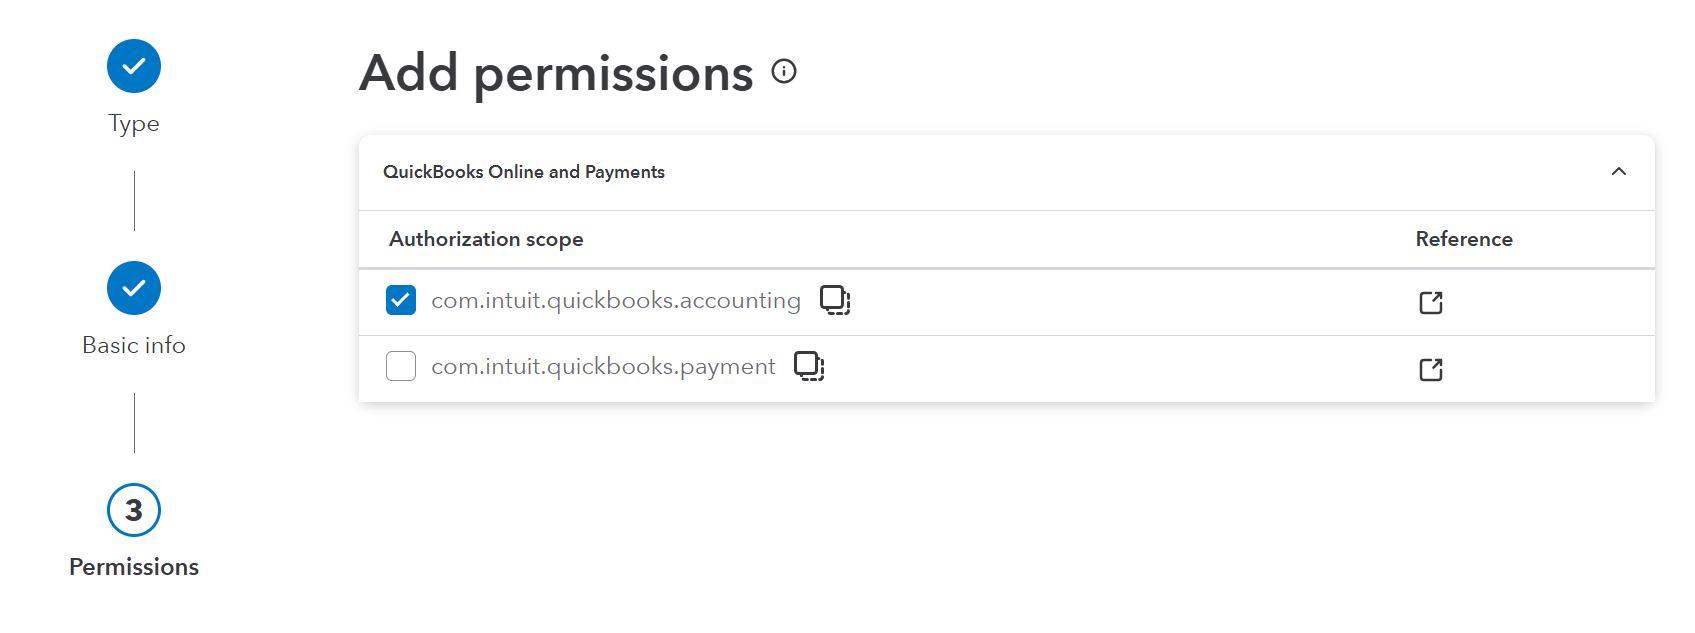 Type
Basic info
3
Permissions
Add permissions
QuickBooks Online and Payments
Authorization scope Reference
com.intuit.quickbooks.accounting
com.intuit.quickbooks.payment